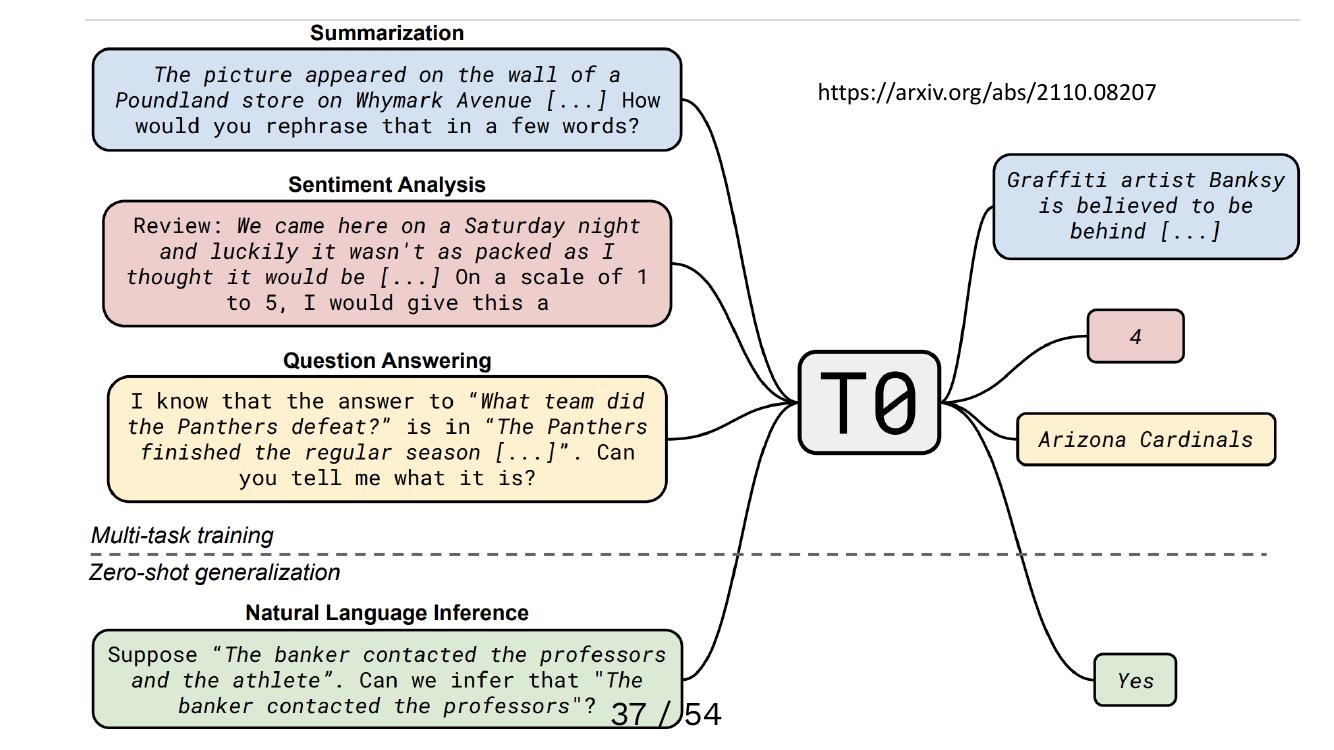 Summarization
The picture appeared on the wall of a
Poundland store on Whymark Avenue [...] How
would you rephrase that in a few words?
https://arxiv.org/abs/2110.08207
Sentiment Analysis
Review: We came here on a Saturday night
and luckily it wasn't as packed as I
thought it would be [...] On a scale of 1
to 5, I would give this a
Question Answering
I know that the answer to “What team did
the Panthers defeat?” is in “The Panthers
finished the regular season [...]”. Can
you tell me what it is?
T0
Graffiti artist Banksy
is believed to be
behind [...]
4
Arizona Cardinals
Multi-task training
Zero-shot generalization
Natural Language Inference
Suppose “The banker contacted the professors
and the athlete”. Can we infer that "The
banker contacted the professors"?
Yes
37 / 54